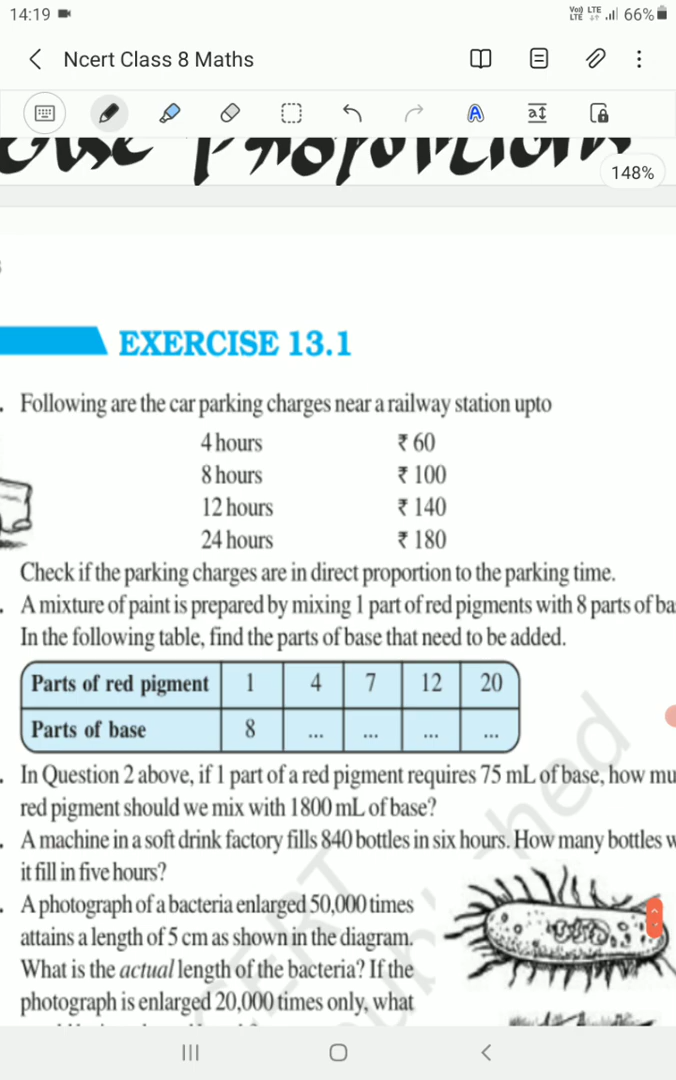 14:19
Vo) LTE
LTE
66%
Ncert Class 8 Maths
148%
EXERCISE 13.1
. Following are the car parking charges near a railway station upto
4 hours ₹ 60
8 hours ₹ 100
12 hours ₹ 140
24 hours ₹ 180
Check if the parking charges are in direct proportion to the parking time.
. A mixture of paint is prepared by mixing 1 part of red pigments with 8 parts of ba
In the following table, find the parts of base that need to be added.
Parts of red pigment 1 4 7 12 20
Parts of base 8 ... ... ... ...
. In Question 2 above, if 1 part of a red pigment requires 75 mL of base, how mu
red pigment should we mix with 1800 mL of base?
. A machine in a soft drink factory fills 840 bottles in six hours. How many bottles w
it fill in five hours?
. A photograph of a bacteria enlarged 50,000 times
attains a length of 5 cm as shown in the diagram.
What is the actual length of the bacteria? If the
photograph is enlarged 20,000 times only, what